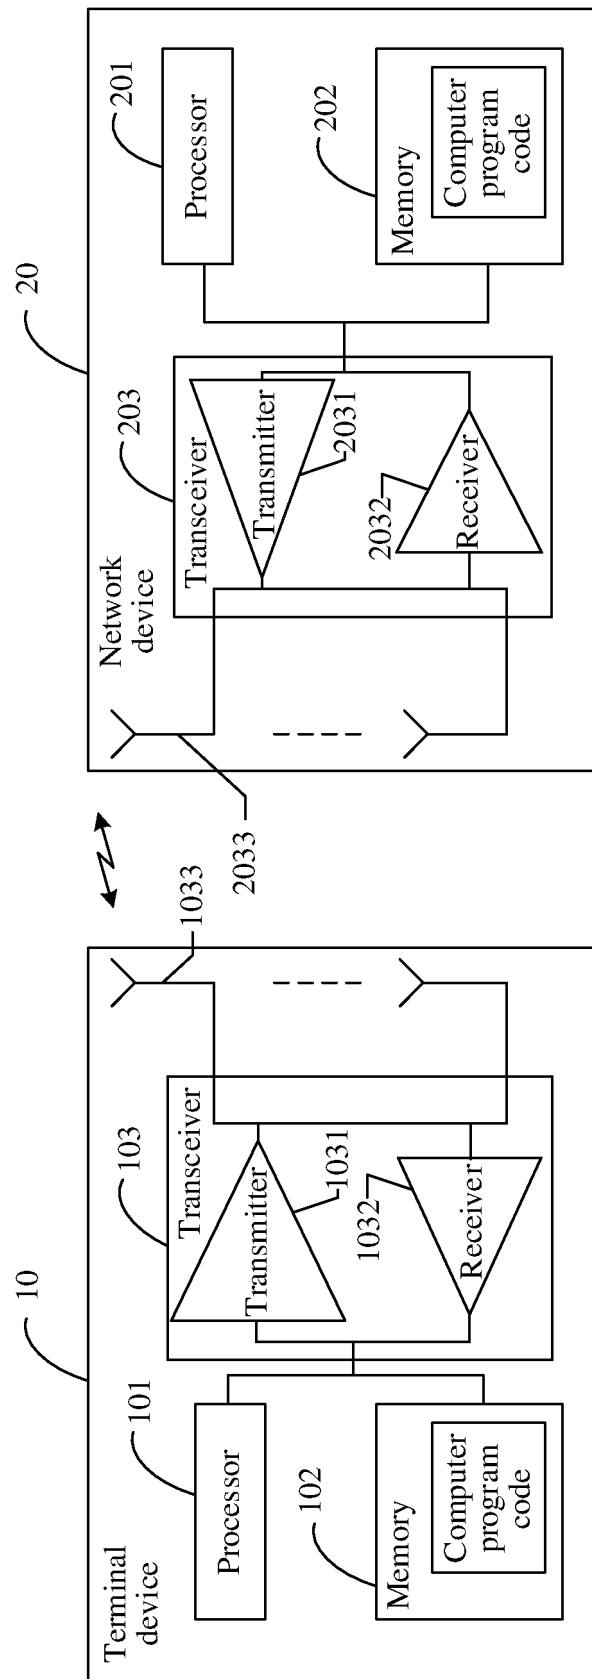 10
Terminal
device
101
Processor
102
Memory
Computer
program
code
103
Transceiver
Transmitter
1031
1032
Receiver
1033
20
Network
device
2033
203
Transceiver
Transmitter
2031
2032
Receiver
201
Processor
202
Memory
Computer
program
code